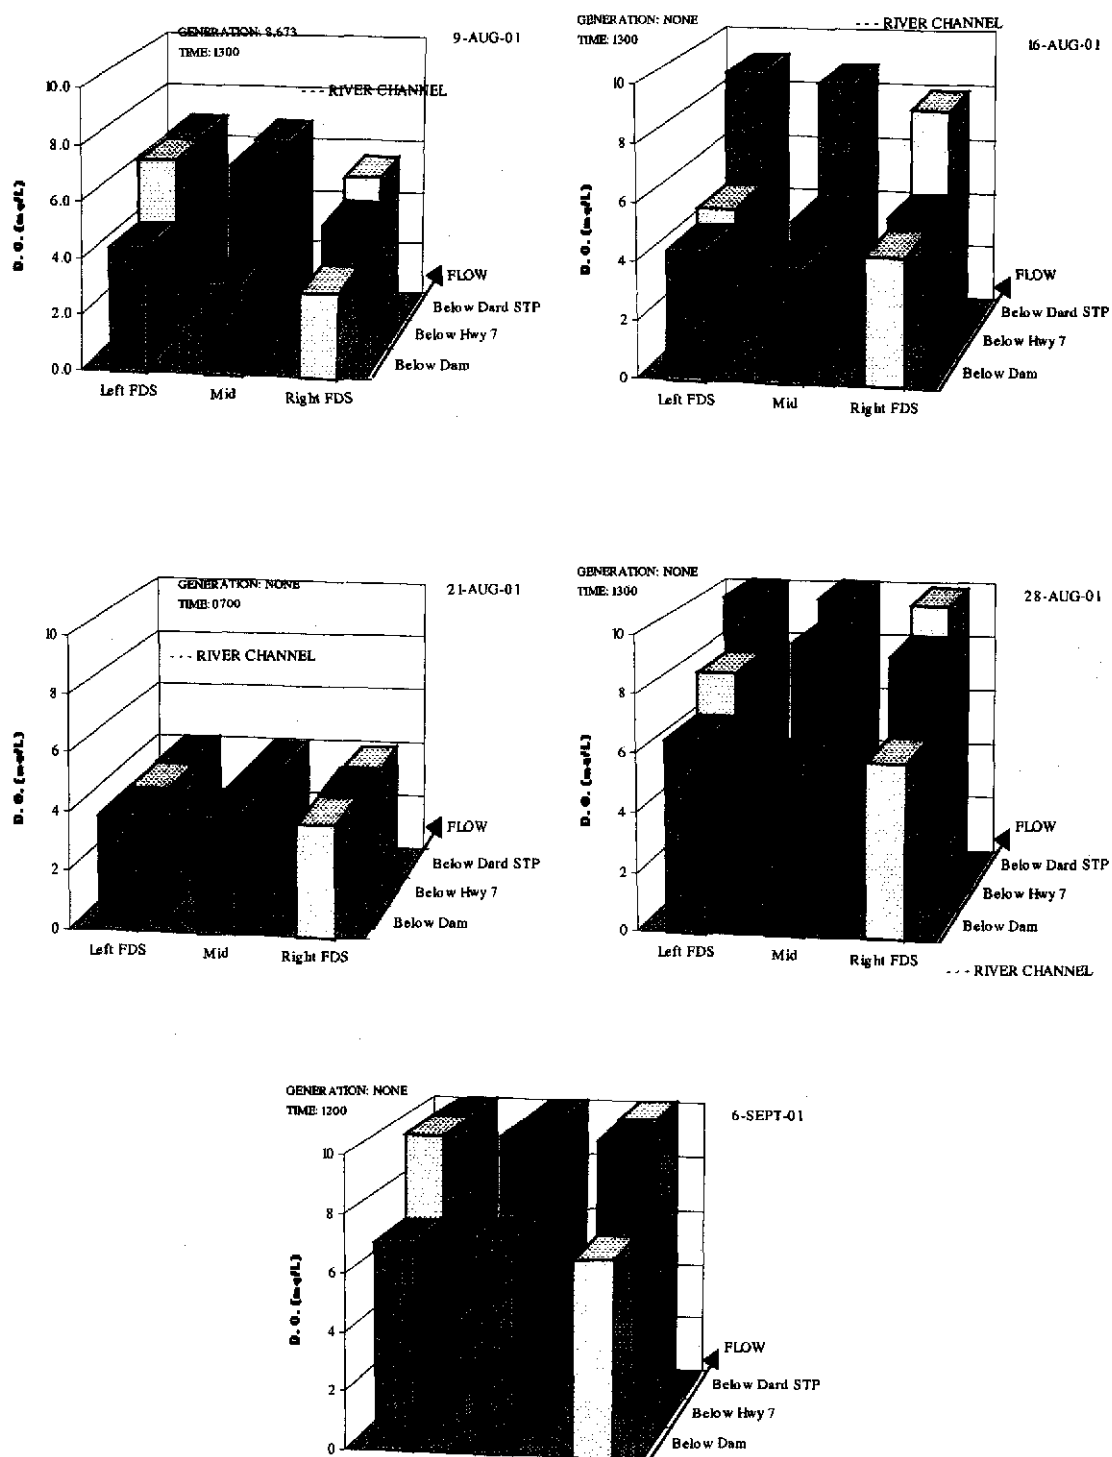 GENERATION: 8,673
TIME: 1300
9-AUG-01
--- RIVER CHANNEL
10.0
8.0
6.0
4.0
2.0
0.0
D. O. (mg/L)
Left FDS
Mid
Right FDS
FLOW
Below Dard STP
Below Hwy 7
Below Dam
GENERATION: NONE
TIME: 1300
--- RIVER CHANNEL
16-AUG-01
10
8
6
4
2
0
D. O. (mg/L)
Left FDS
Mid
Right FDS
FLOW
Below Dard STP
Below Hwy 7
Below Dam
GENERATION: NONE
TIME: 0700
21-AUG-01
--- RIVER CHANNEL
10
8
6
4
2
0
D. O. (mg/L)
Left FDS
Mid
Right FDS
FLOW
Below Dard STP
Below Hwy 7
Below Dam
GENERATION: NONE
TIME: 1300
28-AUG-01
10
8
6
4
2
0
D. O. (mg/L)
Left FDS
Mid
Right FDS
FLOW
Below Dard STP
Below Hwy 7
Below Dam
--- RIVER CHANNEL
GENERATION: NONE
TIME: 1200
6-SEPT-01
10
8
6
4
2
0
D. O. (mg/L)
FLOW
Below Dard STP
Below Hwy 7
Below Dam